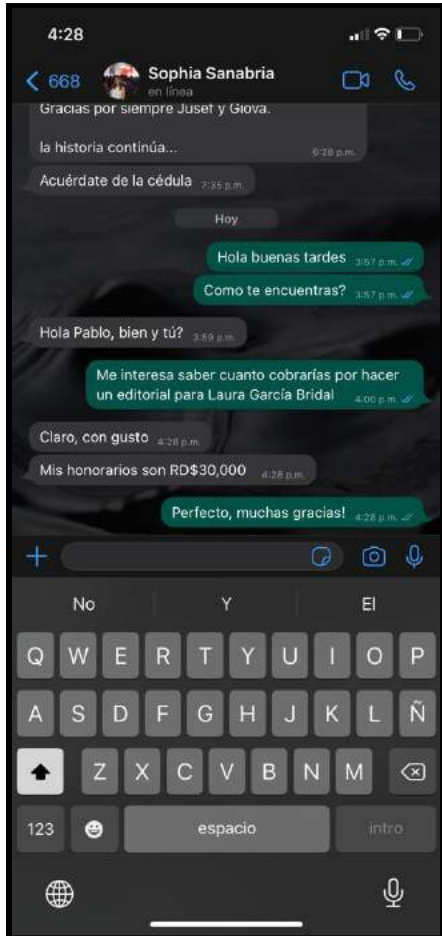 4:28
668
Sophia Sanabria
en línea
Gracias por siempre Jusef y Giova.
la historia continúa...
6:28 p.m.
Acuérdate de la cédula 7:35 p.m.
Hoy
Hola buenas tardes 3:57 p.m.
Como te encuentras? 3:57 p.m.
Hola Pablo, bien y tú? 3:59 p.m.
Me interesa saber cuanto cobrarías por hacer
un editorial para Laura García Bridal 4:00 p.m.
Claro, con gusto 4:28 p.m.
Mis honorarios son RD$30,000 4:28 p.m.
Perfecto, muchas gracias! 4:28 p.m.
No Y El
Q W E R T Y U I O P
A S D F G H J K L Ñ
Z X C V B N M
123 espacio intro